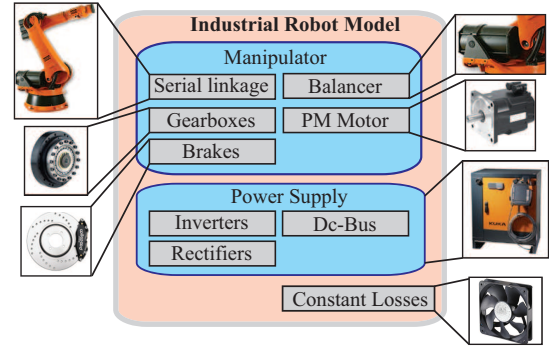 Industrial Robot Model
Manipulator
Serial linkage Balancer
Gearboxes PM Motor
Brakes
Power Supply
Inverters Dc-Bus
Rectifiers
KUKA
Constant Losses